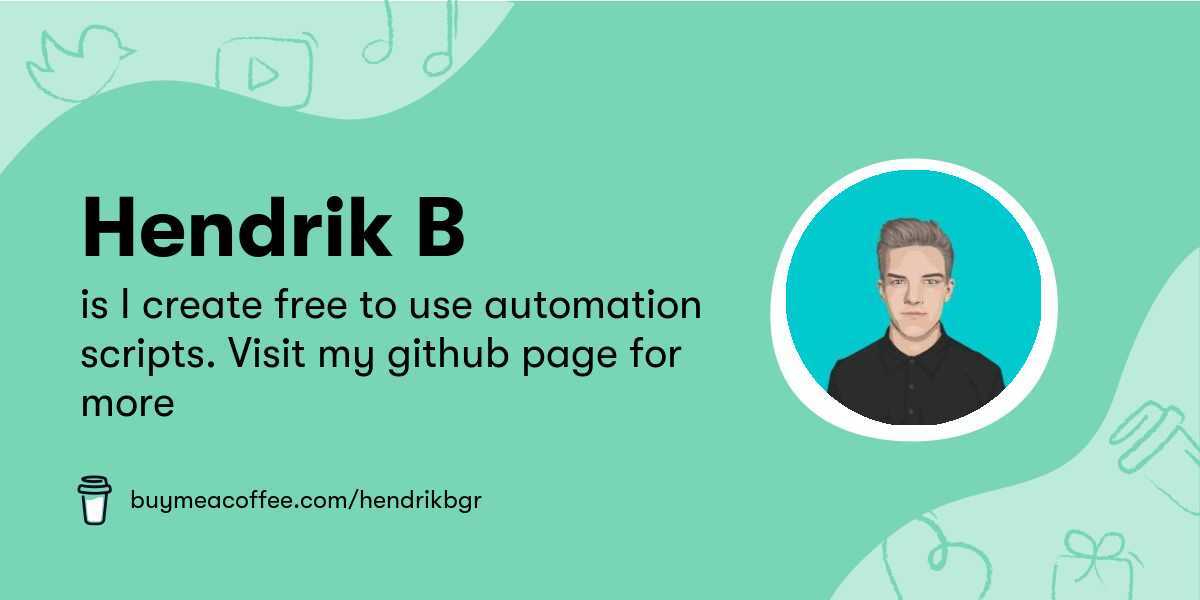 Hendrik B
is I create free to use automation
scripts. Visit my github page for
more
buymeacoffee.com/hendrikbgr